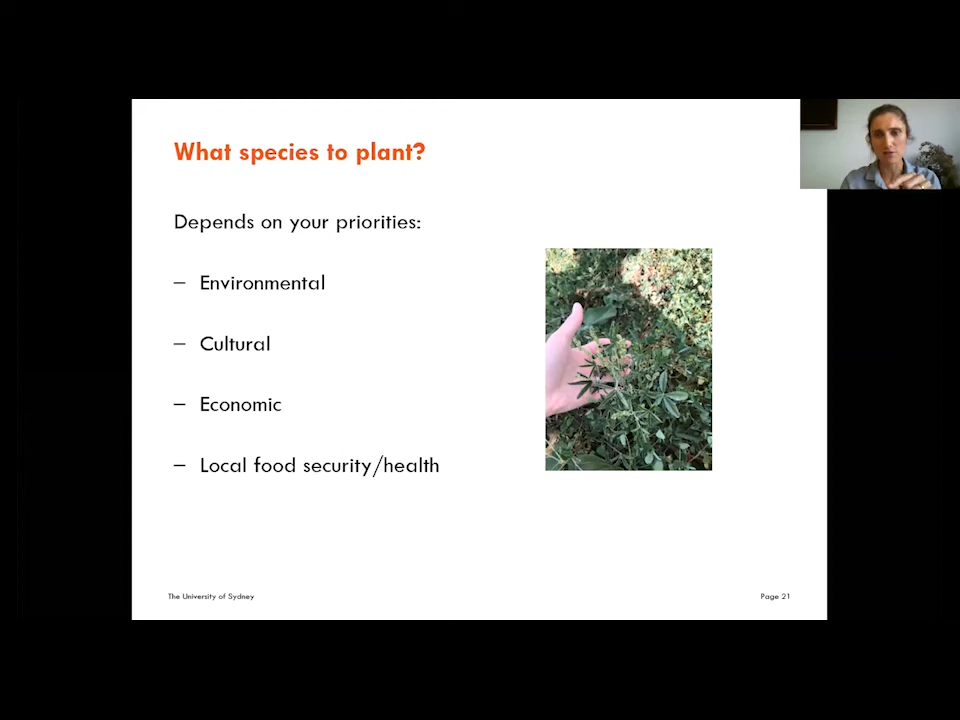 What species to plant?
Depends on your priorities:
– Environmental
– Cultural
– Economic
– Local food security/health
The University of Sydney
Page 21